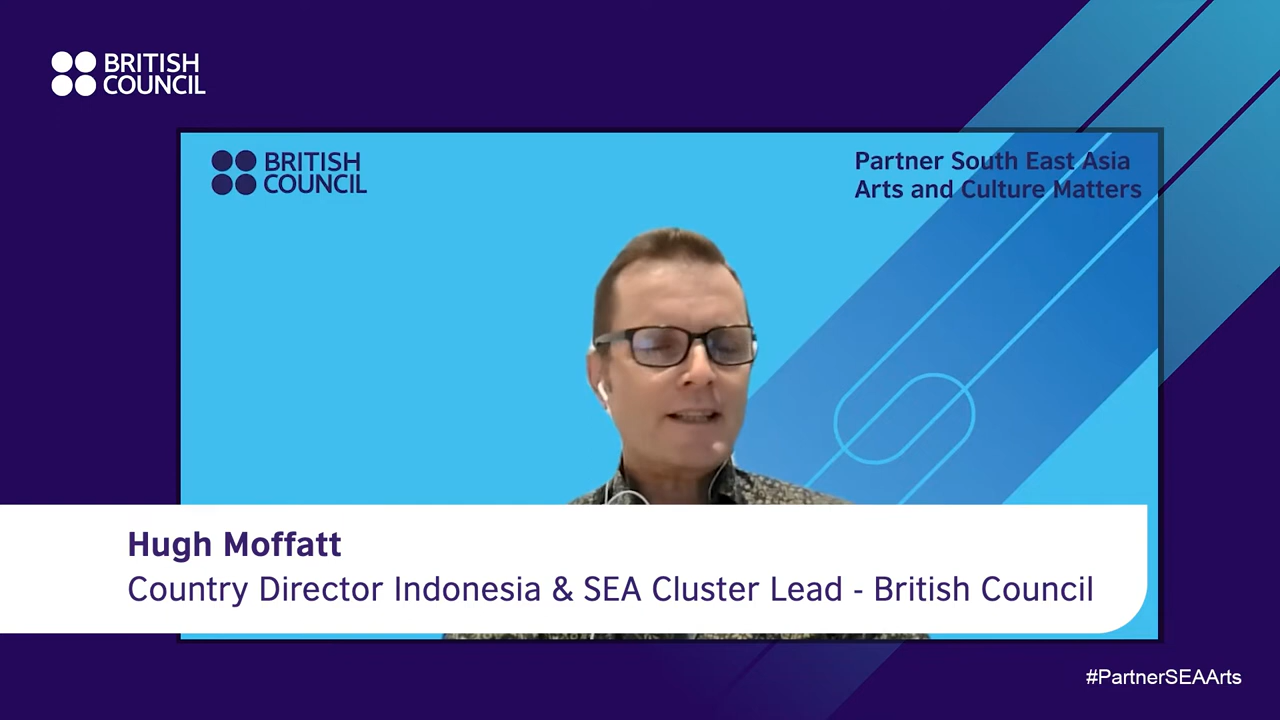 BRITISH
COUNCIL
BRITISH
COUNCIL
Partner South East Asia
Arts and Culture Matters
Hugh Moffatt
Country Director Indonesia & SEA Cluster Lead - British Council
#PartnerSEAArts